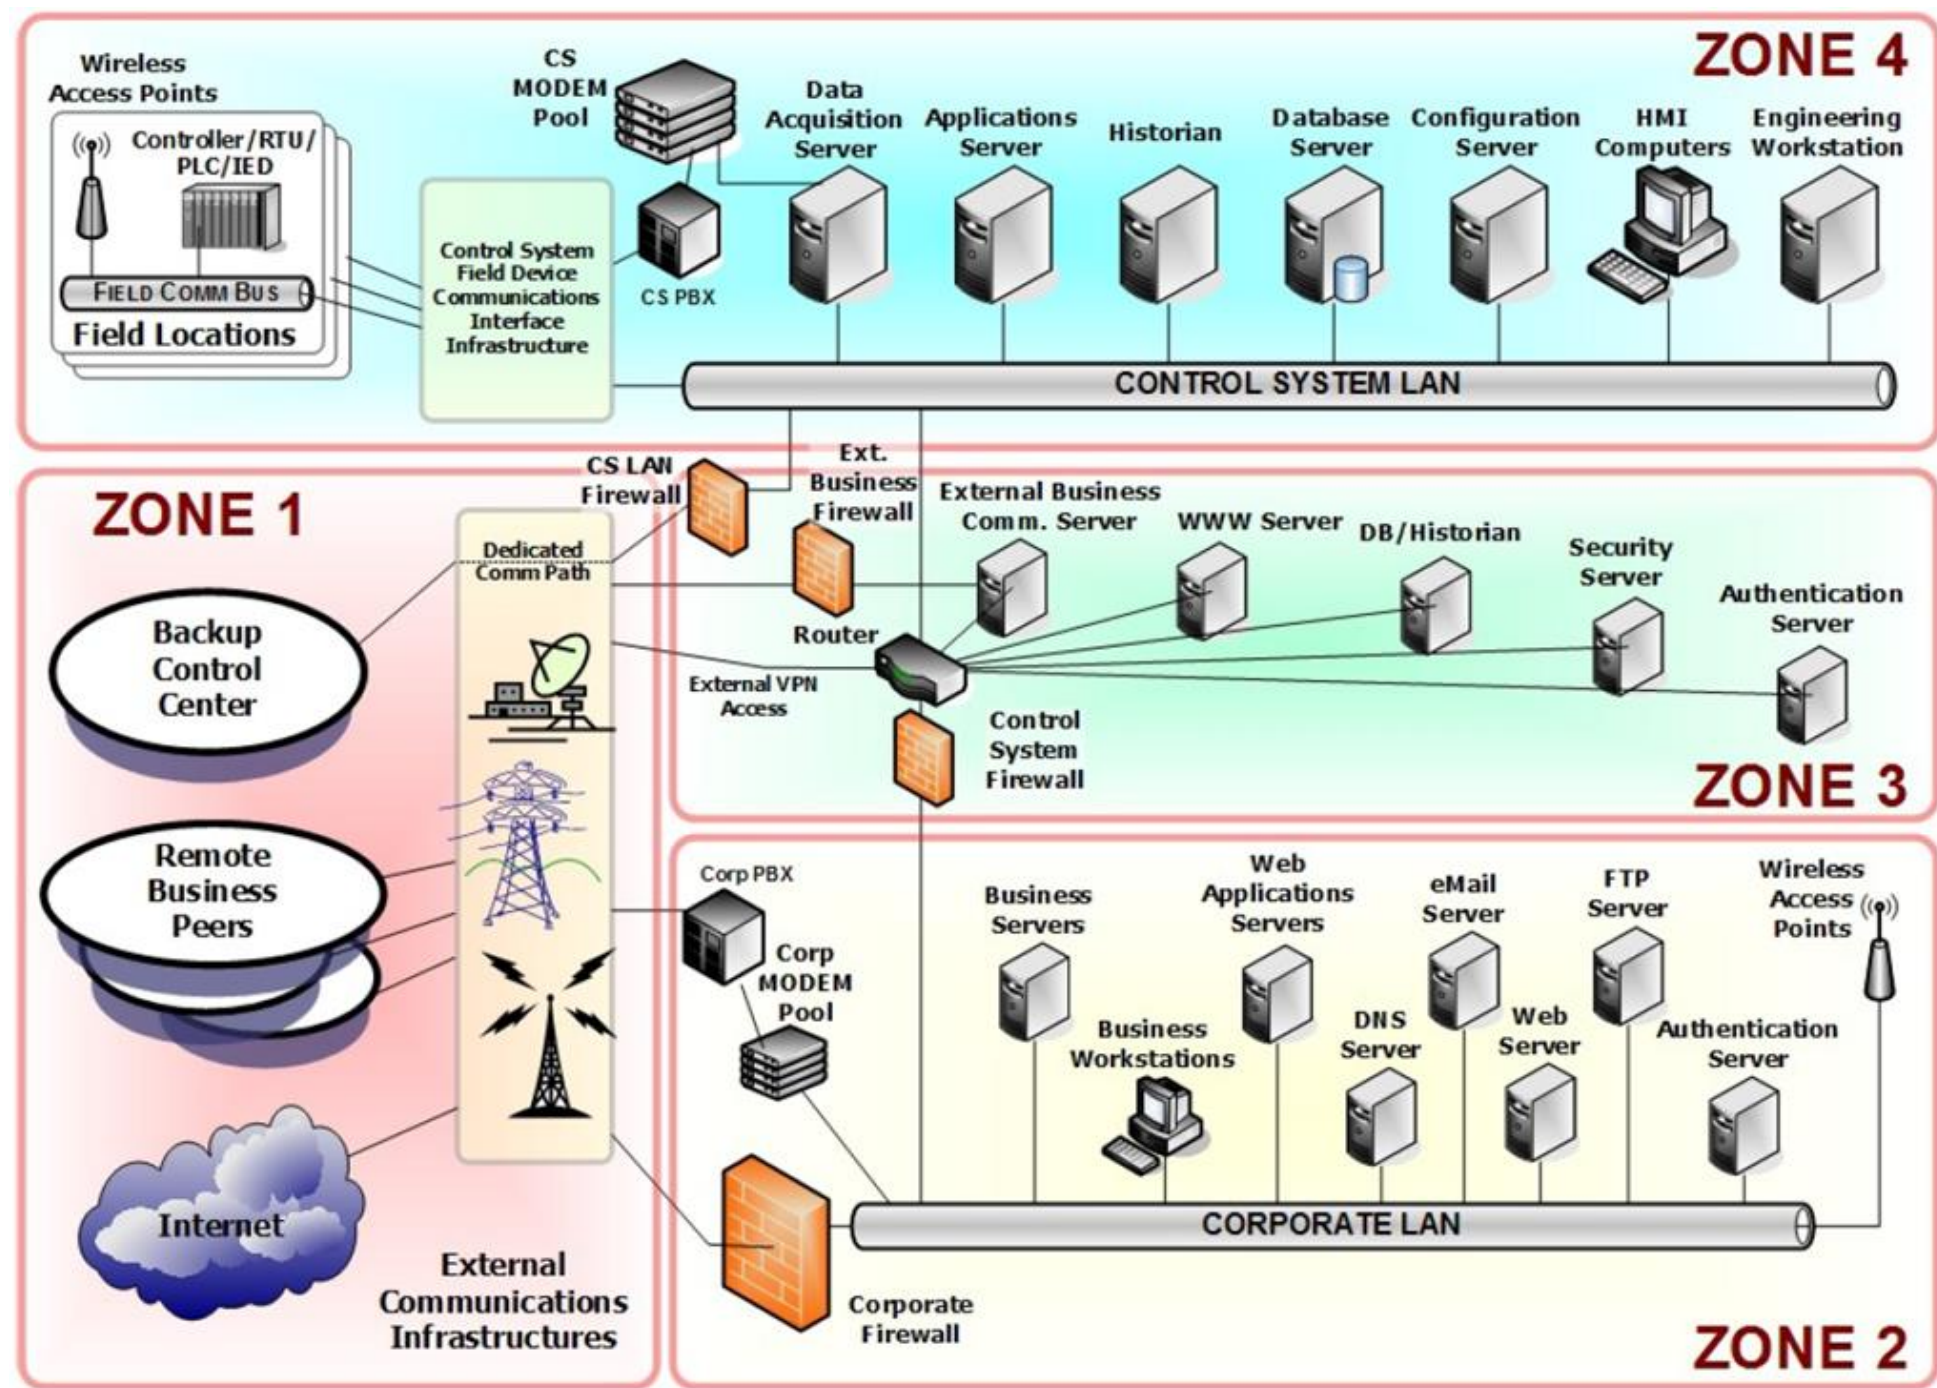 ZONE 4
Wireless
Access Points
Controller/RTU/
PLC/IED
FIELD COMM BUS
Field Locations
Control System
Field Device
Communications
Interface
Infrastructure
CS
MODEM
Pool
CS PBX
Data
Acquisition
Server
Applications
Server
Historian
Database
Server
Configuration
Server
HMI
Computers
Engineering
Workstation
CONTROL SYSTEM LAN
ZONE 1
CS LAN
Firewall
Dedicated
Comm Path
Backup
Control
Center
Remote
Business
Peers
Internet
External
Communications
Infrastructures
Ext.
Business
Firewall
External Business
Comm. Server
WWW Server
DB/Historian
Security
Server
Authentication
Server
Router
External VPN
Access
Control
System
Firewall
ZONE 3
Corp PBX
Corp
MODEM
Pool
Business
Servers
Business
Workstations
Web
Applications
Servers
DNS
Server
eMail
Server
Web
Server
FTP
Server
Authentication
Server
Wireless
Access
Points
CORPORATE LAN
Corporate
Firewall
ZONE 2